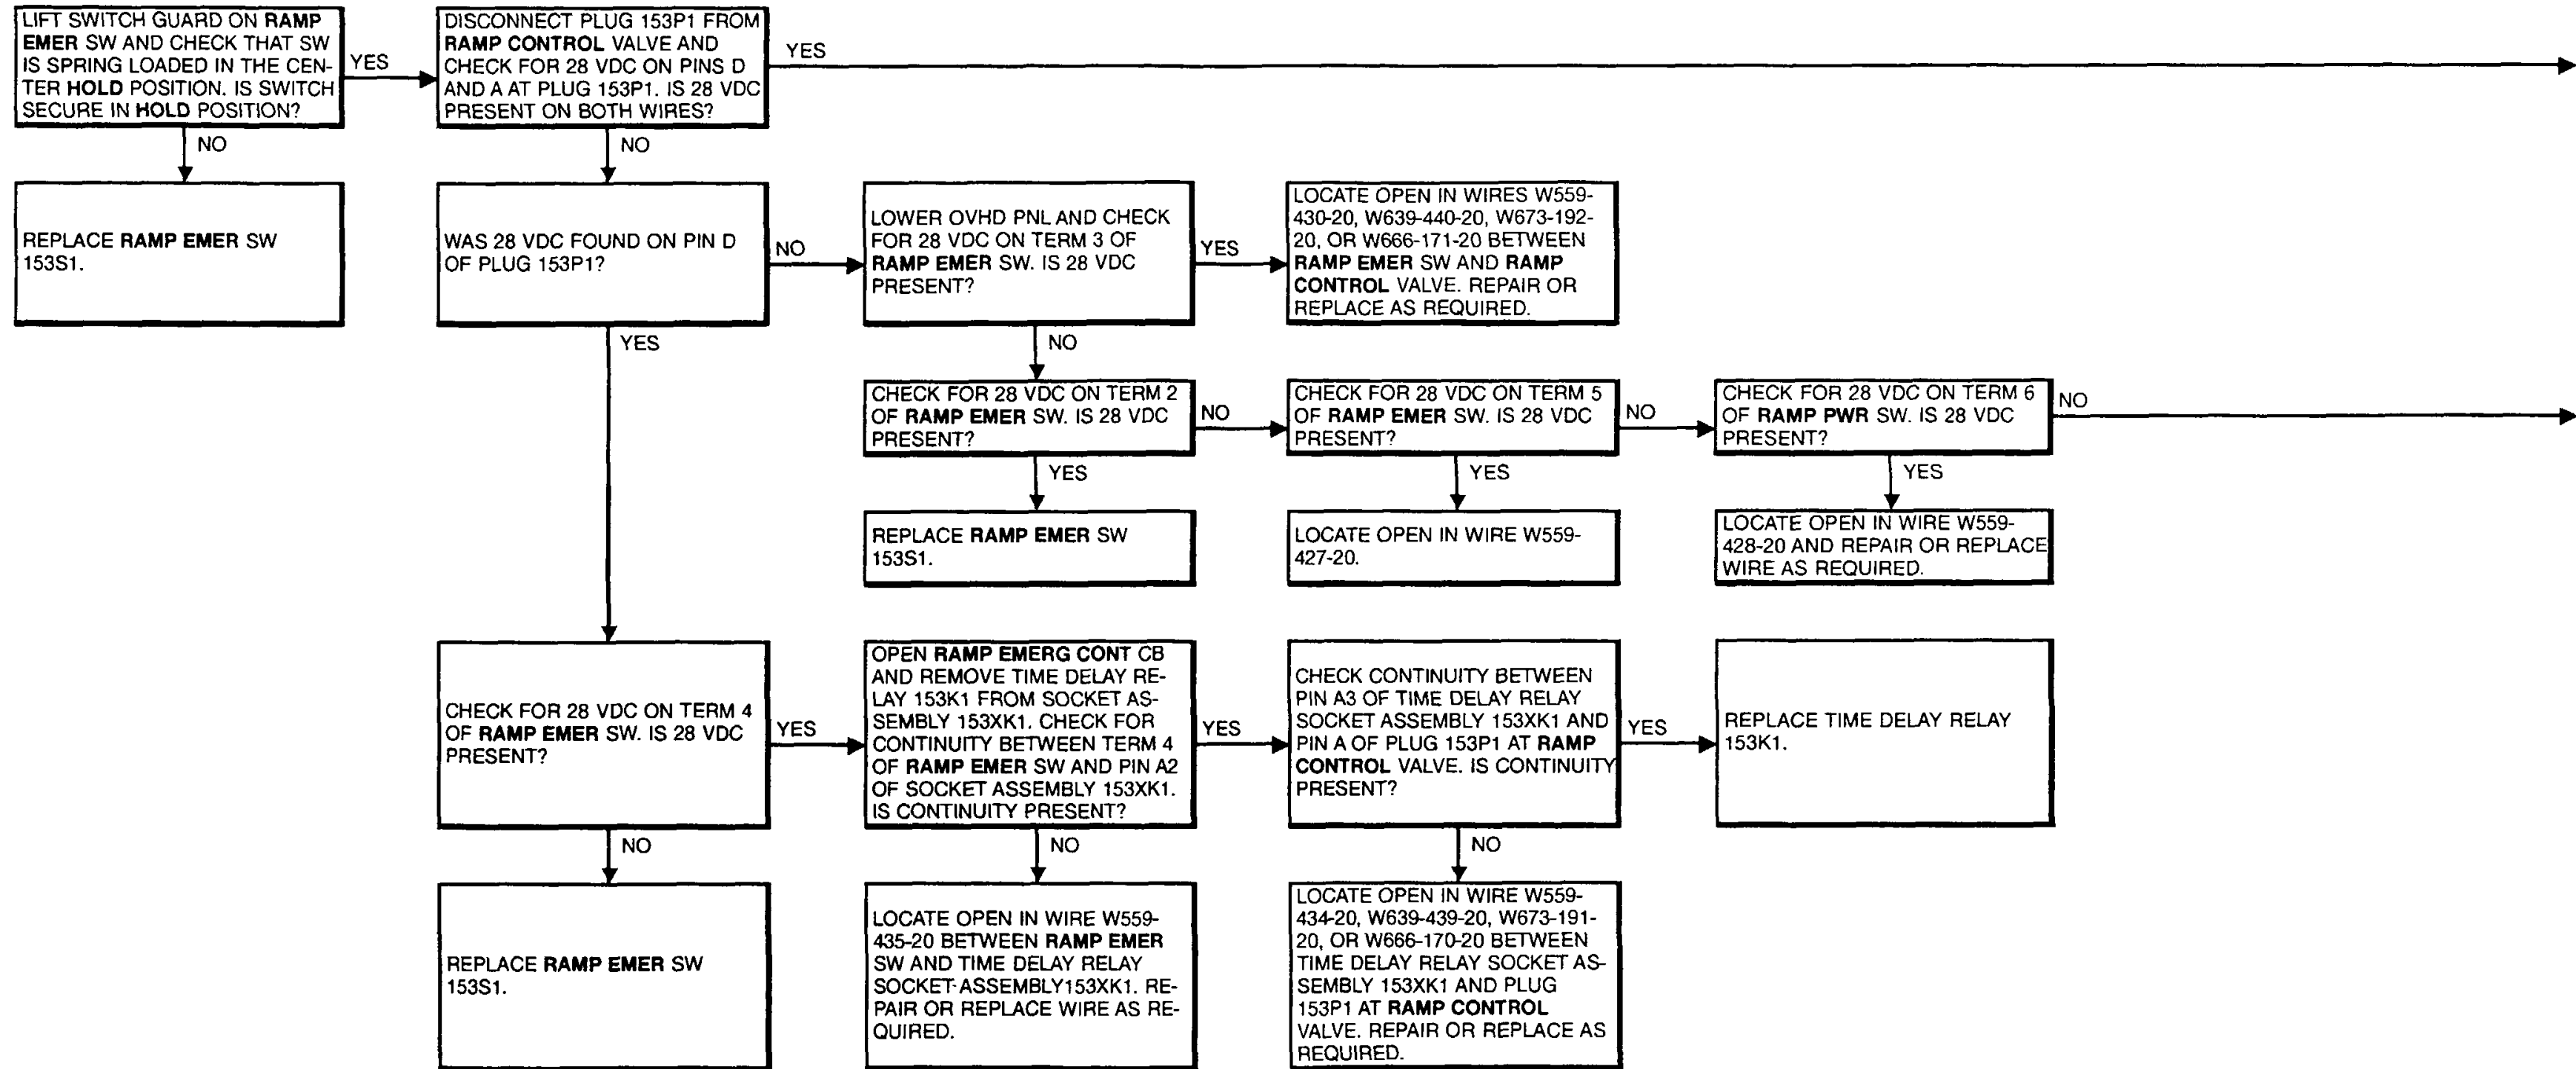 LIFT SWITCH GUARD ON RAMP
EMER SW AND CHECK THAT SW
IS SPRING LOADED IN THE CEN-
TER HOLD POSITION. IS SWITCH
SECURE IN HOLD POSITION?
YES
NO
DISCONNECT PLUG 153P1 FROM
RAMP CONTROL VALVE AND
CHECK FOR 28 VDC ON PINS D
AND A AT PLUG 153P1. IS 28 VDC
PRESENT ON BOTH WIRES?
YES
NO
REPLACE RAMP EMER SW
153S1.
WAS 28 VDC FOUND ON PIN D
OF PLUG 153P1?
NO
YES
LOWER OVHD PNL AND CHECK
FOR 28 VDC ON TERM 3 OF
RAMP EMER SW. IS 28 VDC
PRESENT?
YES
NO
LOCATE OPEN IN WIRES W559-
430-20, W639-440-20, W673-192-
20, OR W666-171-20 BETWEEN
RAMP EMER SW AND RAMP
CONTROL VALVE. REPAIR OR
REPLACE AS REQUIRED.
CHECK FOR 28 VDC ON TERM 2
OF RAMP EMER SW. IS 28 VDC
PRESENT?
NO
YES
CHECK FOR 28 VDC ON TERM 5
OF RAMP EMER SW. IS 28 VDC
PRESENT?
NO
YES
CHECK FOR 28 VDC ON TERM 6
OF RAMP PWR SW. IS 28 VDC
PRESENT?
NO
YES
REPLACE RAMP EMER SW
153S1.
LOCATE OPEN IN WIRE W559-
427-20.
LOCATE OPEN IN WIRE W559-
428-20 AND REPAIR OR REPLACE
WIRE AS REQUIRED.
CHECK FOR 28 VDC ON TERM 4
OF RAMP EMER SW. IS 28 VDC
PRESENT?
YES
NO
OPEN RAMP EMERG CONT CB
AND REMOVE TIME DELAY RE-
LAY 153K1 FROM SOCKET AS-
SEMBLY 153XK1. CHECK FOR
CONTINUITY BETWEEN TERM 4
OF RAMP EMER SW AND PIN A2
OF SOCKET ASSEMBLY 153XK1.
IS CONTINUITY PRESENT?
YES
NO
CHECK CONTINUITY BETWEEN
PIN A3 OF TIME DELAY RELAY
SOCKET ASSEMBLY 153XK1 AND
PIN A OF PLUG 153P1 AT RAMP
CONTROL VALVE. IS CONTINUITY
PRESENT?
YES
NO
REPLACE TIME DELAY RELAY
153K1.
REPLACE RAMP EMER SW
153S1.
LOCATE OPEN IN WIRE W559-
435-20 BETWEEN RAMP EMER
SW AND TIME DELAY RELAY
SOCKET-ASSEMBLY153XK1. RE-
PAIR OR REPLACE WIRE AS RE-
QUIRED.
LOCATE OPEN IN WIRE W559-
434-20, W639-439-20, W673-191-
20, OR W666-170-20 BETWEEN
TIME DELAY RELAY SOCKET AS-
SEMBLY 153XK1 AND PLUG
153P1 AT RAMP CONTROL
VALVE. REPAIR OR REPLACE AS
REQUIRED.